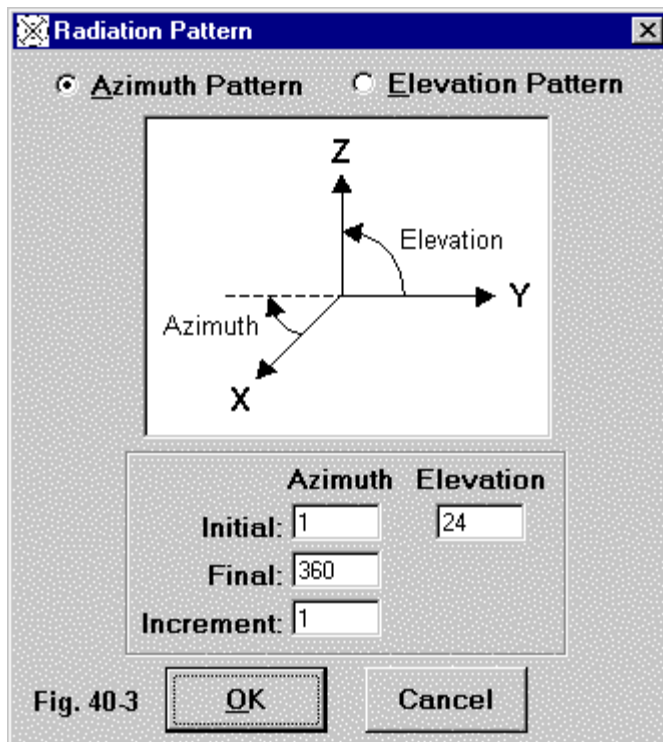 Radiation Pattern
Azimuth Pattern Elevation Pattern
Z
Elevation
Y
Azimuth
X
Azimuth Elevation
Initial: 1 24
Final: 360
Increment: 1
Fig. 40-3 OK Cancel